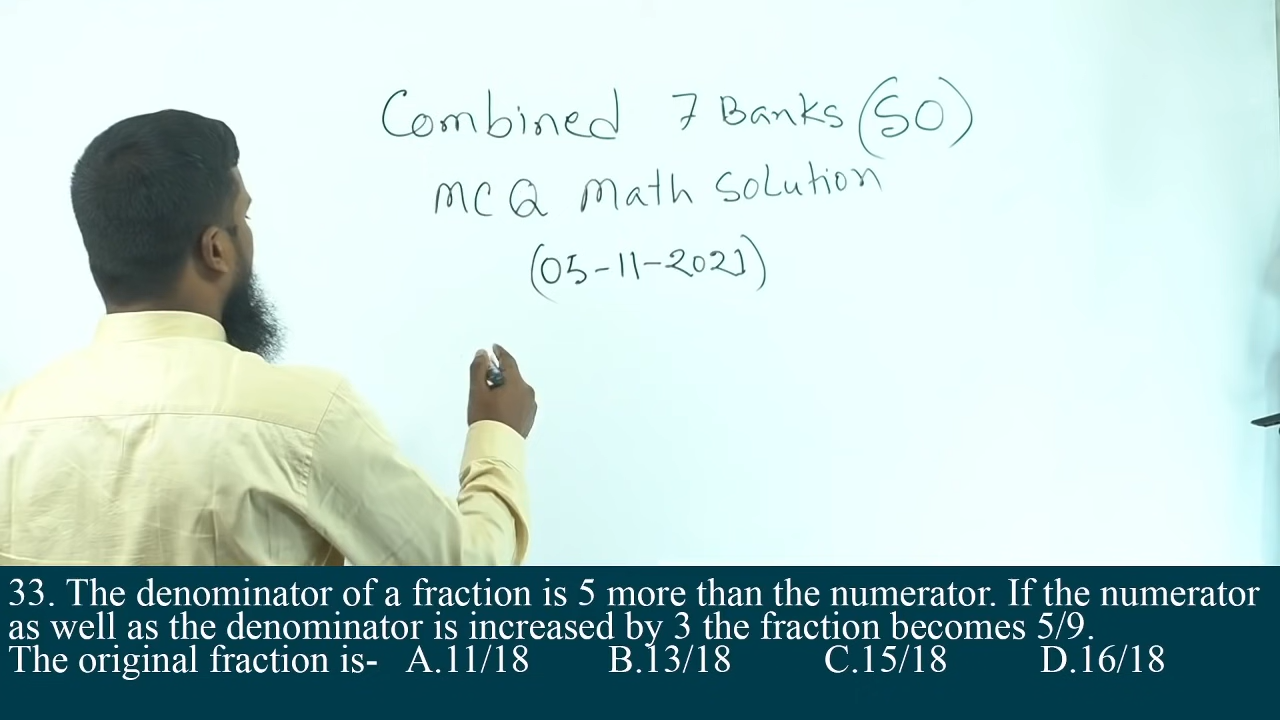 Combined 7 Banks (SO)
MCQ Math Solution
(05-11-2021)
33. The denominator of a fraction is 5 more than the numerator. If the numerator
as well as the denominator is increased by 3 the fraction becomes 5/9.
The original fraction is- A.11/18 B.13/18 C.15/18 D.16/18